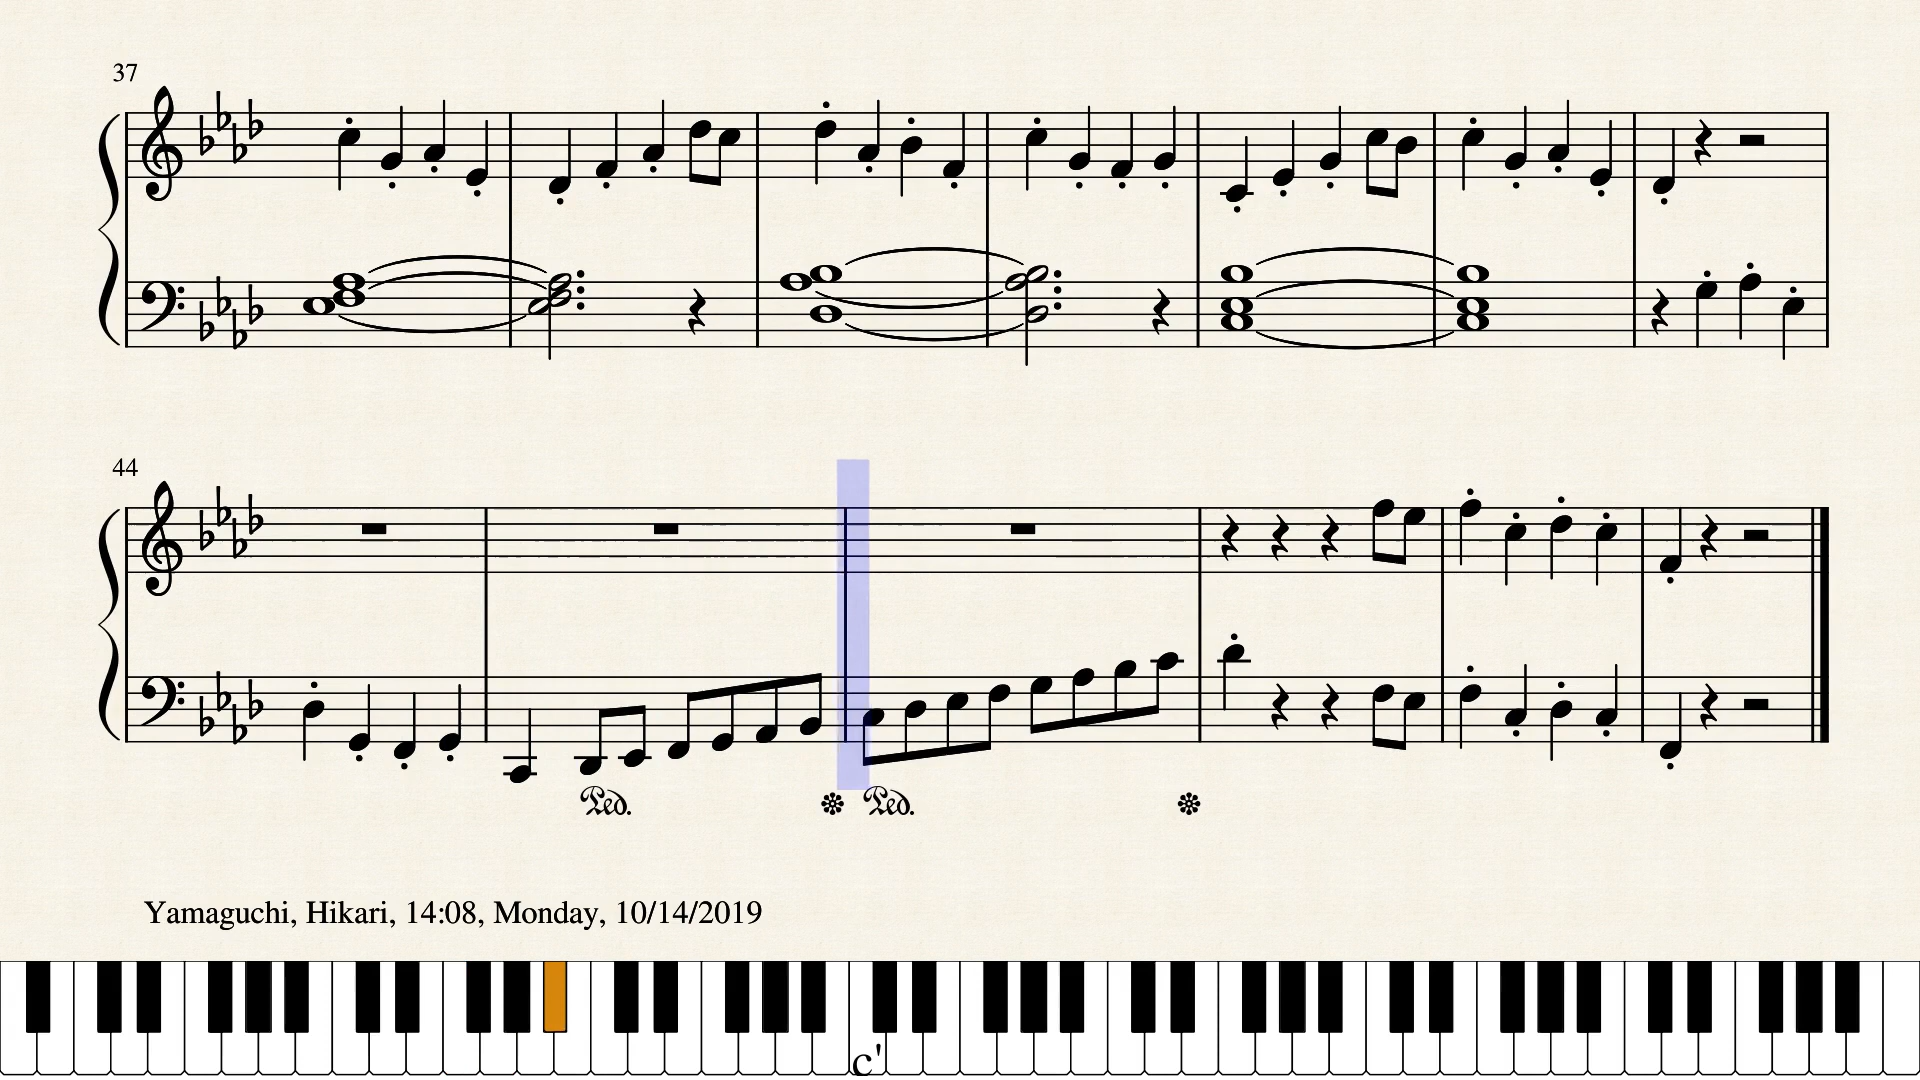 37
44
Ped. Ped.
Yamaguchi, Hikari, 14:08, Monday, 10/14/2019
c'